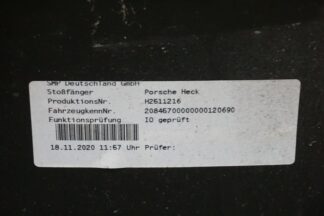 SMP Deutschland GmbH
Stoßfänger Porsche Heck
ProduktionsNr. H2611216
FahrzeugkennNr. 20846700000000120690
Funktionsprüfung IO geprüft
18.11.2020 11:57 Uhr Prüfer: